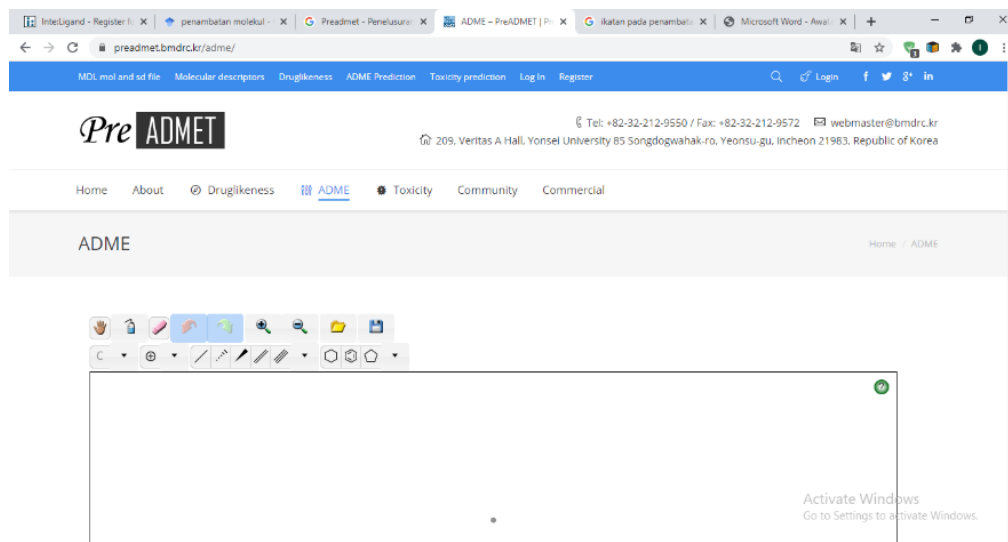 InteLigand - Register fo
penambatan molekul -
Preadmet - Penelusuran
ADME – PreADMET | Pr
ikatan pada penambata
Microsoft Word - Awal
preadmet.bmdrc.kr/adme/
MDL mol and sd file Molecular descriptors Druglikeness ADME Prediction Toxicity prediction Log In Register Login
Pre ADMET
Tel: +82-32-212-9550 / Fax: +82-32-212-9572 webmaster@bmdrc.kr
209, Veritas A Hall, Yonsei University 85 Songdogwahak-ro, Yeonsu-gu, Incheon 21983, Republic of Korea
Home About Druglikeness ADME Toxicity Community Commercial
ADME
Home / ADME
C
Activate Windows
Go to Settings to activate Windows.